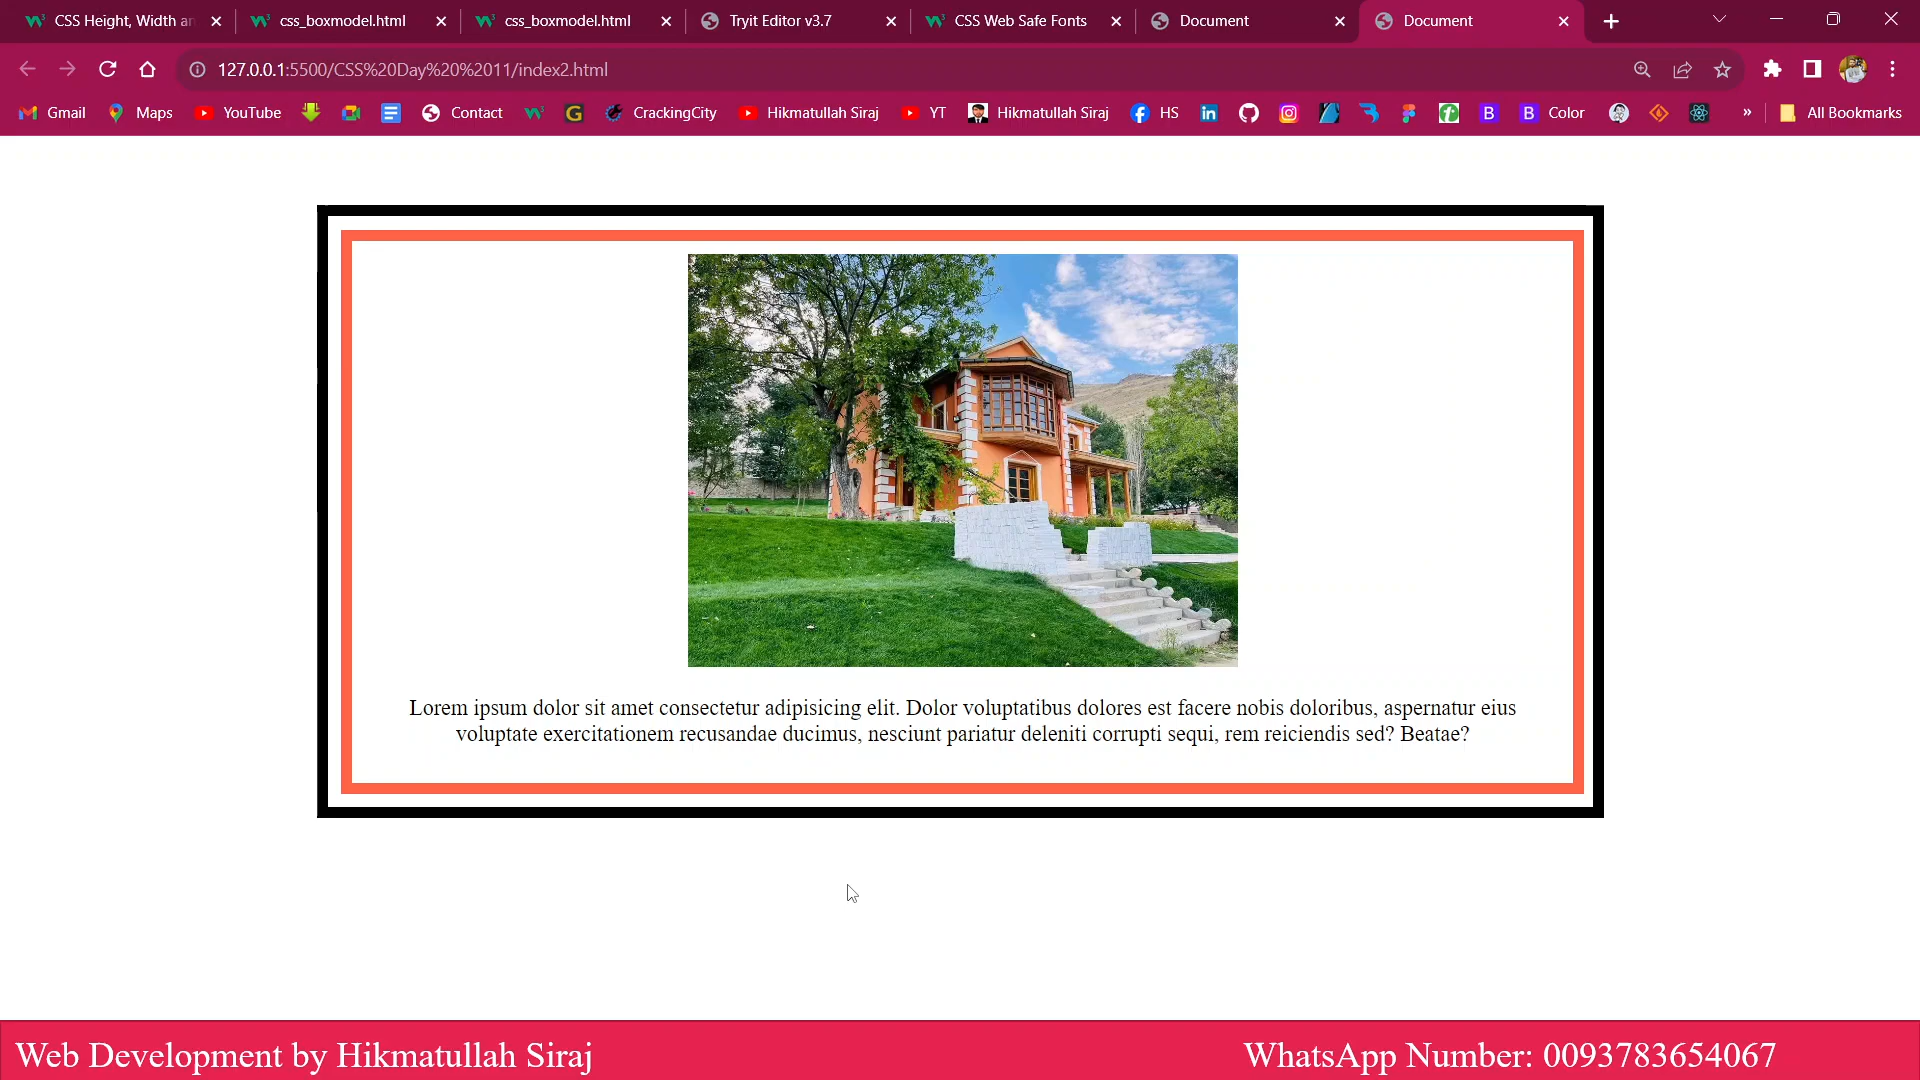 CSS Height, Width an
css_boxmodel.html
css_boxmodel.html
Tryit Editor v3.7
CSS Web Safe Fonts
Document
Document
127.0.0.1:5500/CSS%20Day%20%2011/index2.html
Gmail
Maps
YouTube
Contact
CrackingCity
Hikmatullah Siraj
YT
Hikmatullah Siraj
HS
Color
»
All Bookmarks
Lorem ipsum dolor sit amet consectetur adipisicing elit. Dolor voluptatibus dolores est facere nobis doloribus, aspernatur eius
voluptate exercitationem recusandae ducimus, nesciunt pariatur deleniti corrupti sequi, rem reiciendis sed? Beatae?
Web Development by Hikmatullah Siraj
WhatsApp Number: 0093783654067